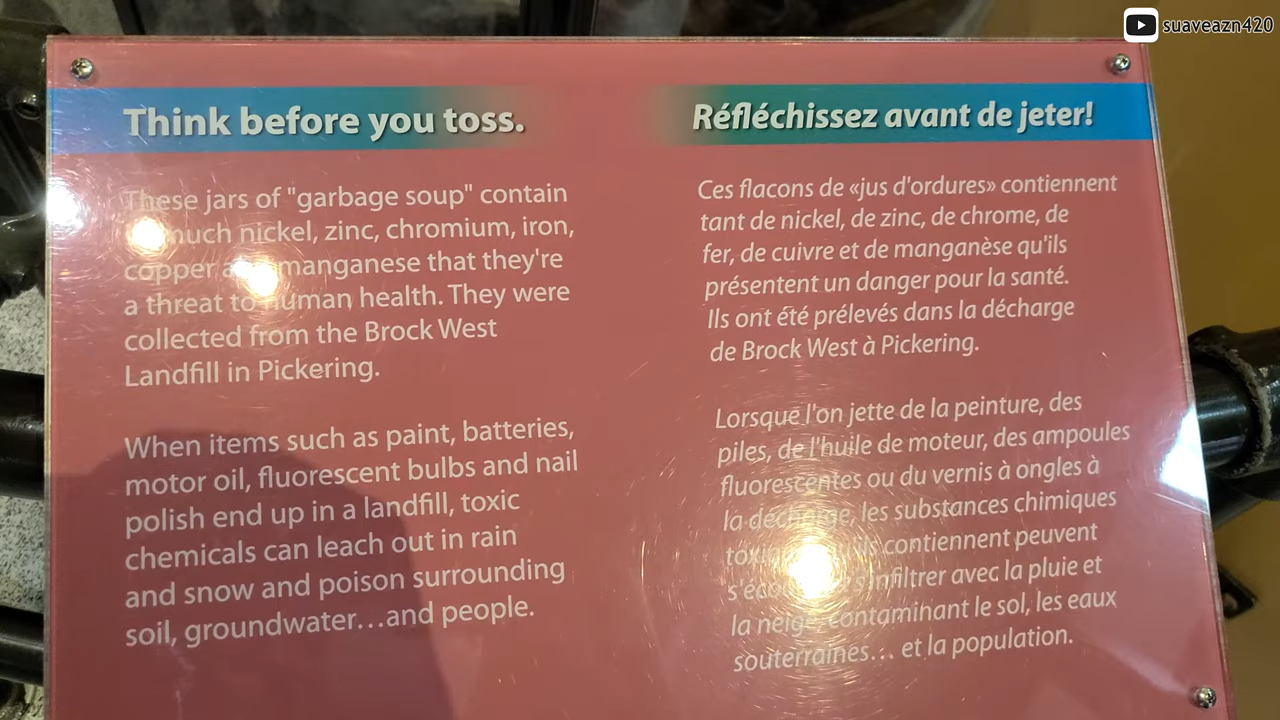 suaveazn420
Think before you toss.
These jars of "garbage soup" contain
much nickel, zinc, chromium, iron,
copper manganese that they're
a threat to human health. They were
collected from the Brock West
Landfill in Pickering.
When items such as paint, batteries,
motor oil, fluorescent bulbs and nail
polish end up in a landfill, toxic
chemicals can leach out in rain
and snow and poison surrounding
soil, groundwater…and people.
Réfléchissez avant de jeter!
Ces flacons de «jus d'ordures» contiennent
tant de nickel, de zinc, de chrome, de
fer, de cuivre et de manganèse qu'ils
présentent un danger pour la santé.
Ils ont été prélevés dans la décharge
de Brock West à Pickering.
Lorsque l'on jette de la peinture, des
piles, de l'huile de moteur, des ampoules
fluorescentes ou du vernis à ongles à
la décharge, les substances chimiques
contiennent peuvent
s'infiltrer avec la pluie et
la neige, contaminant le sol, les eaux
souterraines… et la population.